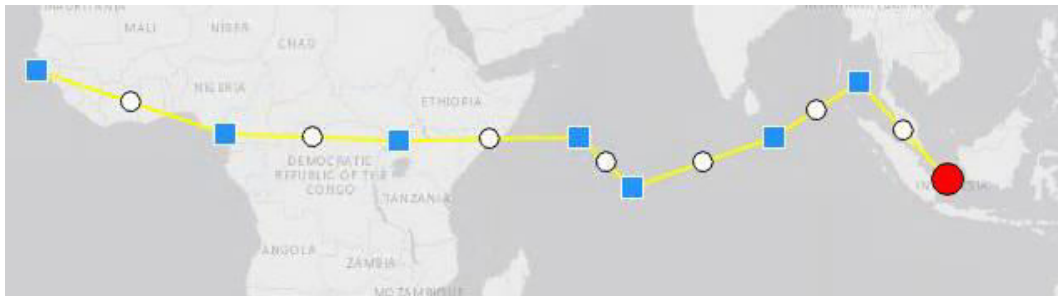 MALI
NIGER
CHAD
NIGERIA
ETHIOPIA
DEMOCRATIC
REPUBLIC OF THE
CONGO
TANZANIA
ANGOLA
ZAMBIA